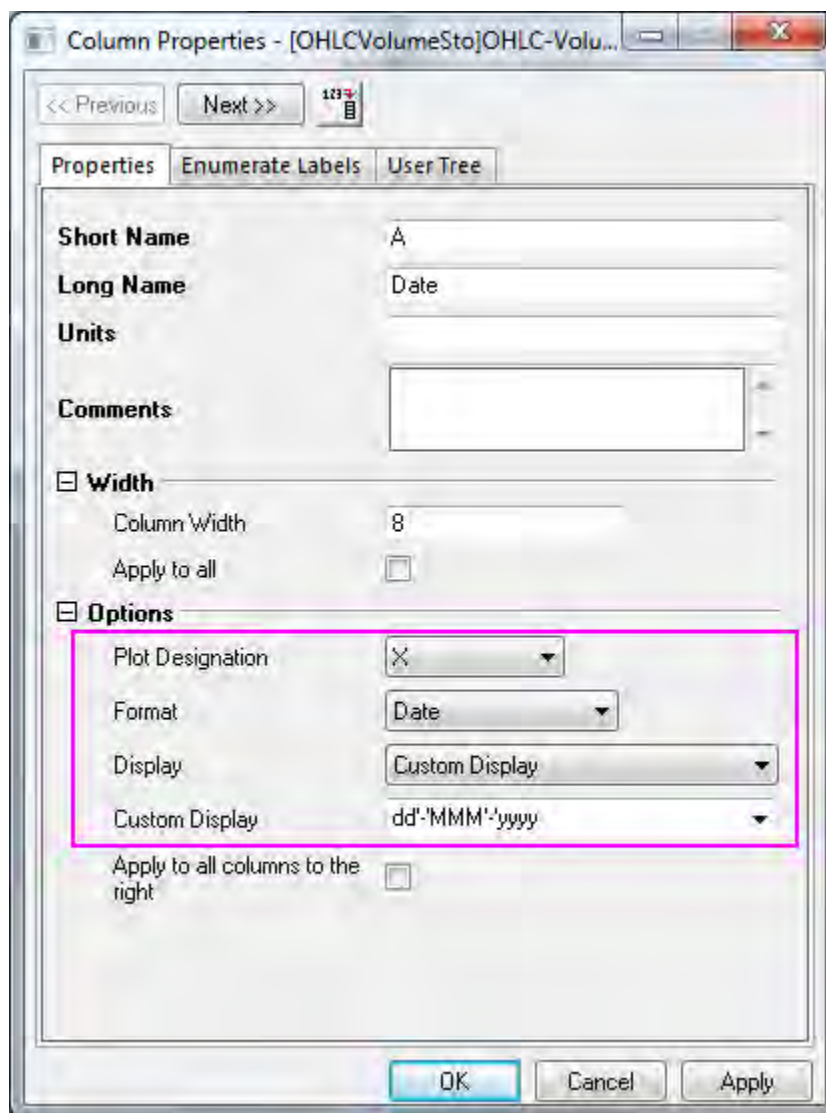 Column Properties - [OHLCVolumeSto]OHLC-Volu...
<< Previous Next >> 123
Properties Enumerate Labels User Tree
Short Name A
Long Name Date
Units
Comments
Width
Column Width 8
Apply to all
Options
Plot Designation X
Format Date
Display Custom Display
Custom Display dd'-'MMM'-'yyyy
Apply to all columns to the
right
OK Cancel Apply